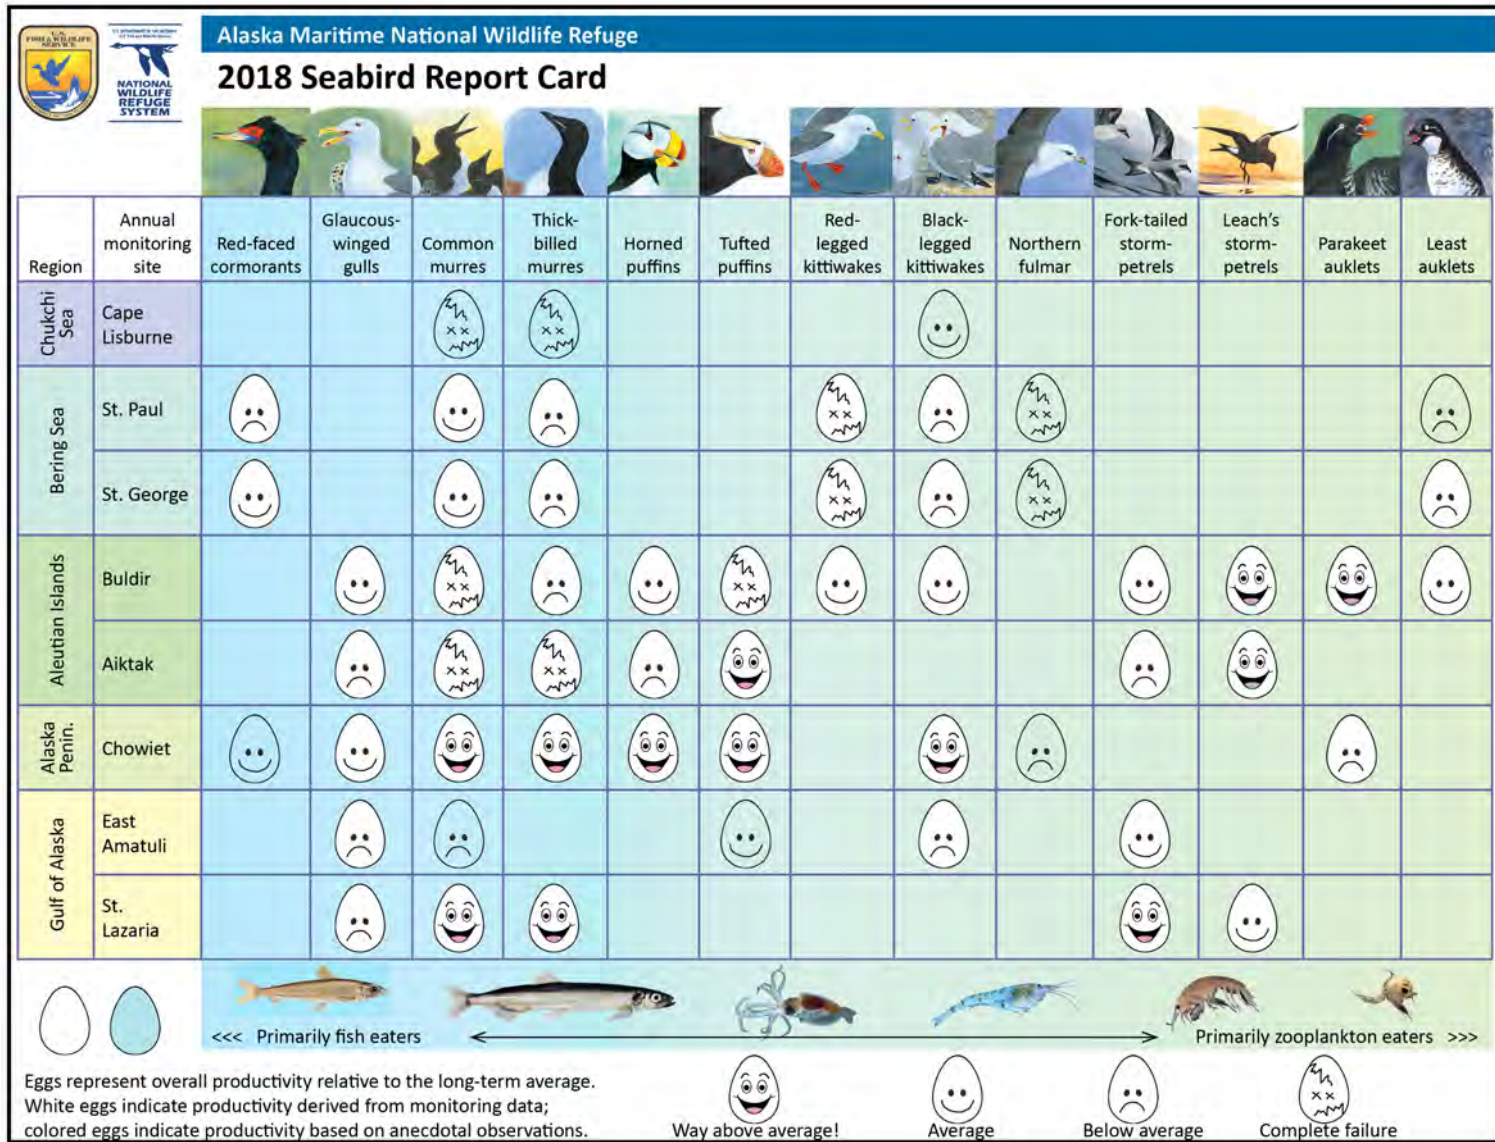 U.S.
FISH & WILDLIFE
SERVICE
NATIONAL
WILDLIFE
REFUGE
SYSTEM
Alaska Maritime National Wildlife Refuge
2018 Seabird Report Card
Region
Annual
monitoring
site
Red-faced
cormorants
Glaucous-
winged
gulls
Common
murres
Thick-
billed
murres
Horned
puffins
Tufted
puffins
Red-
legged
kittiwakes
Black-
legged
kittiwakes
Northern
fulmar
Fork-tailed
storm-
petrels
Leach's
storm-
petrels
Parakeet
auklets
Least
auklets
Chukchi
Sea
Cape
Lisburne
Bering Sea
St. Paul
St. George
Aleutian Islands
Buldir
Aiktak
Alaska
Penin.
Chowiet
Gulf of Alaska
East
Amatuli
St.
Lazaria
<<< Primarily fish eaters
Primarily zooplankton eaters >>>
Eggs represent overall productivity relative to the long-term average.
White eggs indicate productivity derived from monitoring data;
colored eggs indicate productivity based on anecdotal observations.
Way above average!
Average
Below average
Complete failure